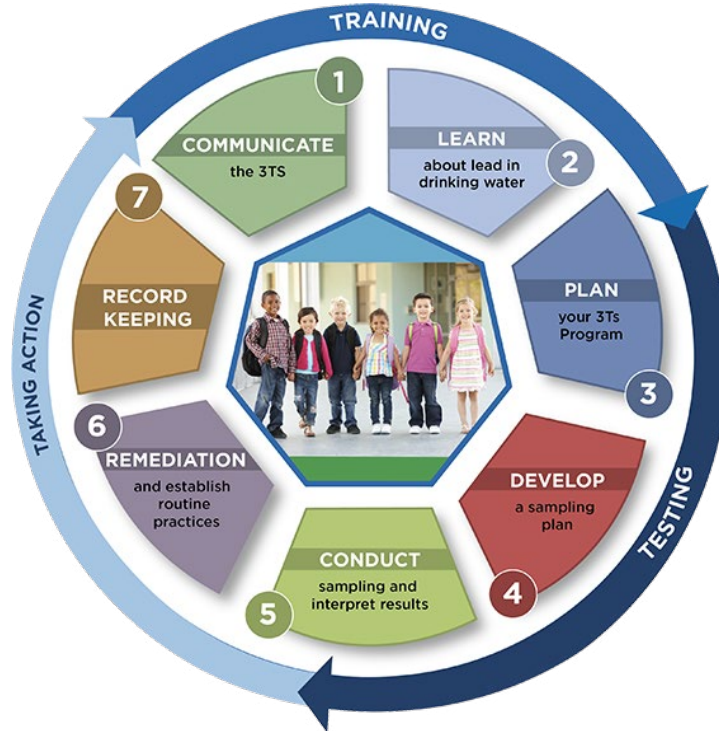 TRAINING
1
COMMUNICATE
the 3TS
2
LEARN
about lead in
drinking water
3
PLAN
your 3Ts
Program
TESTING
4
DEVELOP
a sampling
plan
5
CONDUCT
sampling and
interpret results
TAKING ACTION
6
REMEDIATION
and establish
routine
practices
7
RECORD
KEEPING